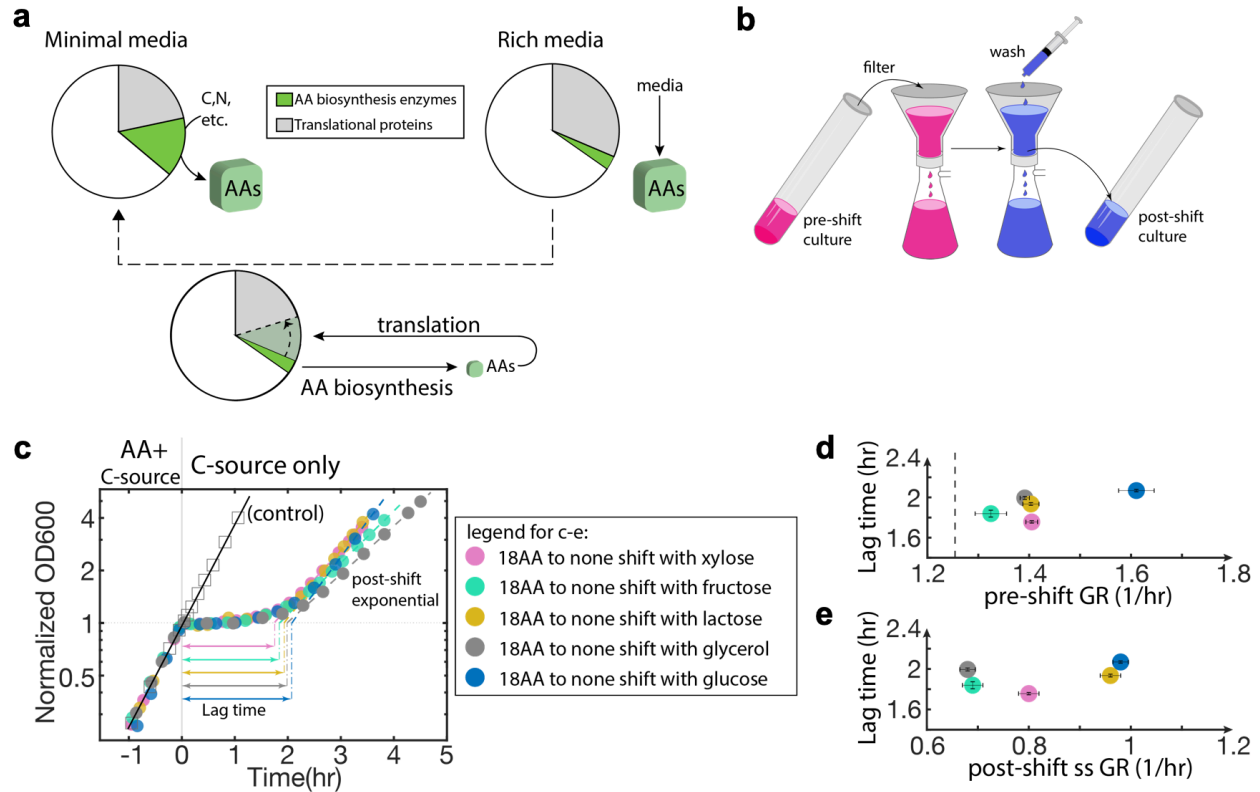 a
Minimal media
Rich media
C,N,
etc.
AAs
AA biosynthesis enzymes
Translational proteins
media
AAs
translation
AAs
AA biosynthesis
b
filter
wash
pre-shift
culture
post-shift
culture
c
AA+
C-source
C-source only
(control)
post-shift
exponential
Lag time
Normalized OD600
4
2
1
0.5
-1
0
1
2
3
4
5
Time(hr)
legend for c-e:
18AA to none shift with xylose
18AA to none shift with fructose
18AA to none shift with lactose
18AA to none shift with glycerol
18AA to none shift with glucose
d
Lag time (hr)
2.4
2
1.6
1.2
1.4
1.6
1.8
pre-shift GR (1/hr)
e
Lag time (hr)
2.4
2
1.6
0.6
0.8
1
1.2
post-shift ss GR (1/hr)